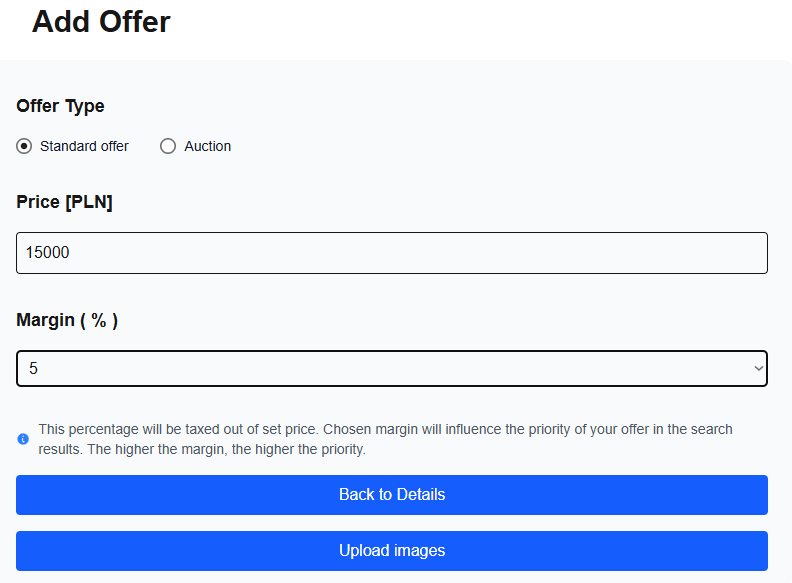 Add Offer
Offer Type
Standard offer Auction
Price [PLN]
15000
Margin ( % )
5
This percentage will be taxed out of set price. Chosen margin will influence the priority of your offer in the search
results. The higher the margin, the higher the priority.
Back to Details
Upload images